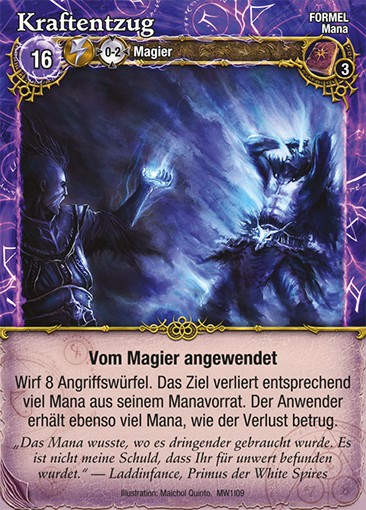 Kraftentzug
FORMEL
Mana
16
0-2
Magier
3
Vom Magier angewendet
Wirf 8 Angriffswürfel. Das Ziel verliert entsprechend
viel Mana aus seinem Manavorrat. Der Anwender
erhält ebenso viel Mana, wie der Verlust betrug.
„Das Mana wusste, wo es dringender gebraucht wurde. Es
ist nicht meine Schuld, dass Ihr für unwert befunden
wurdet.“ — Laddinfance, Primus der White Spires
Illustration: Maichol Quinto. MW1I09